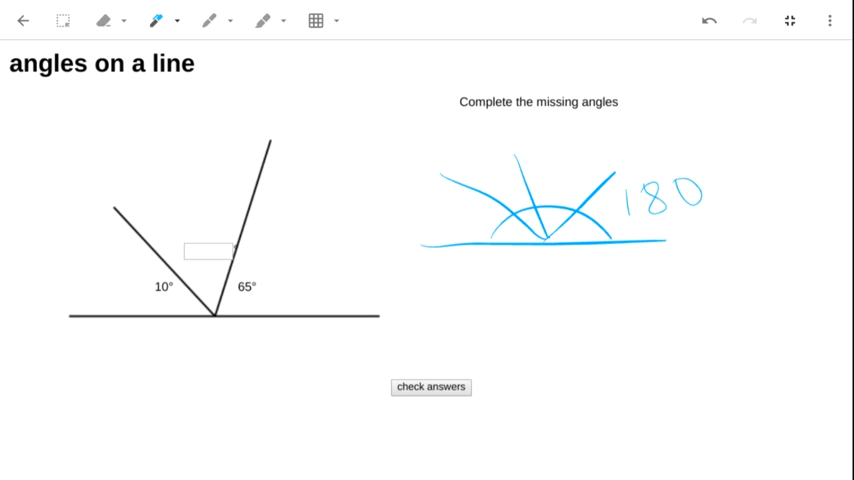 angles on a line
Complete the missing angles
180
10°
65°
check answers